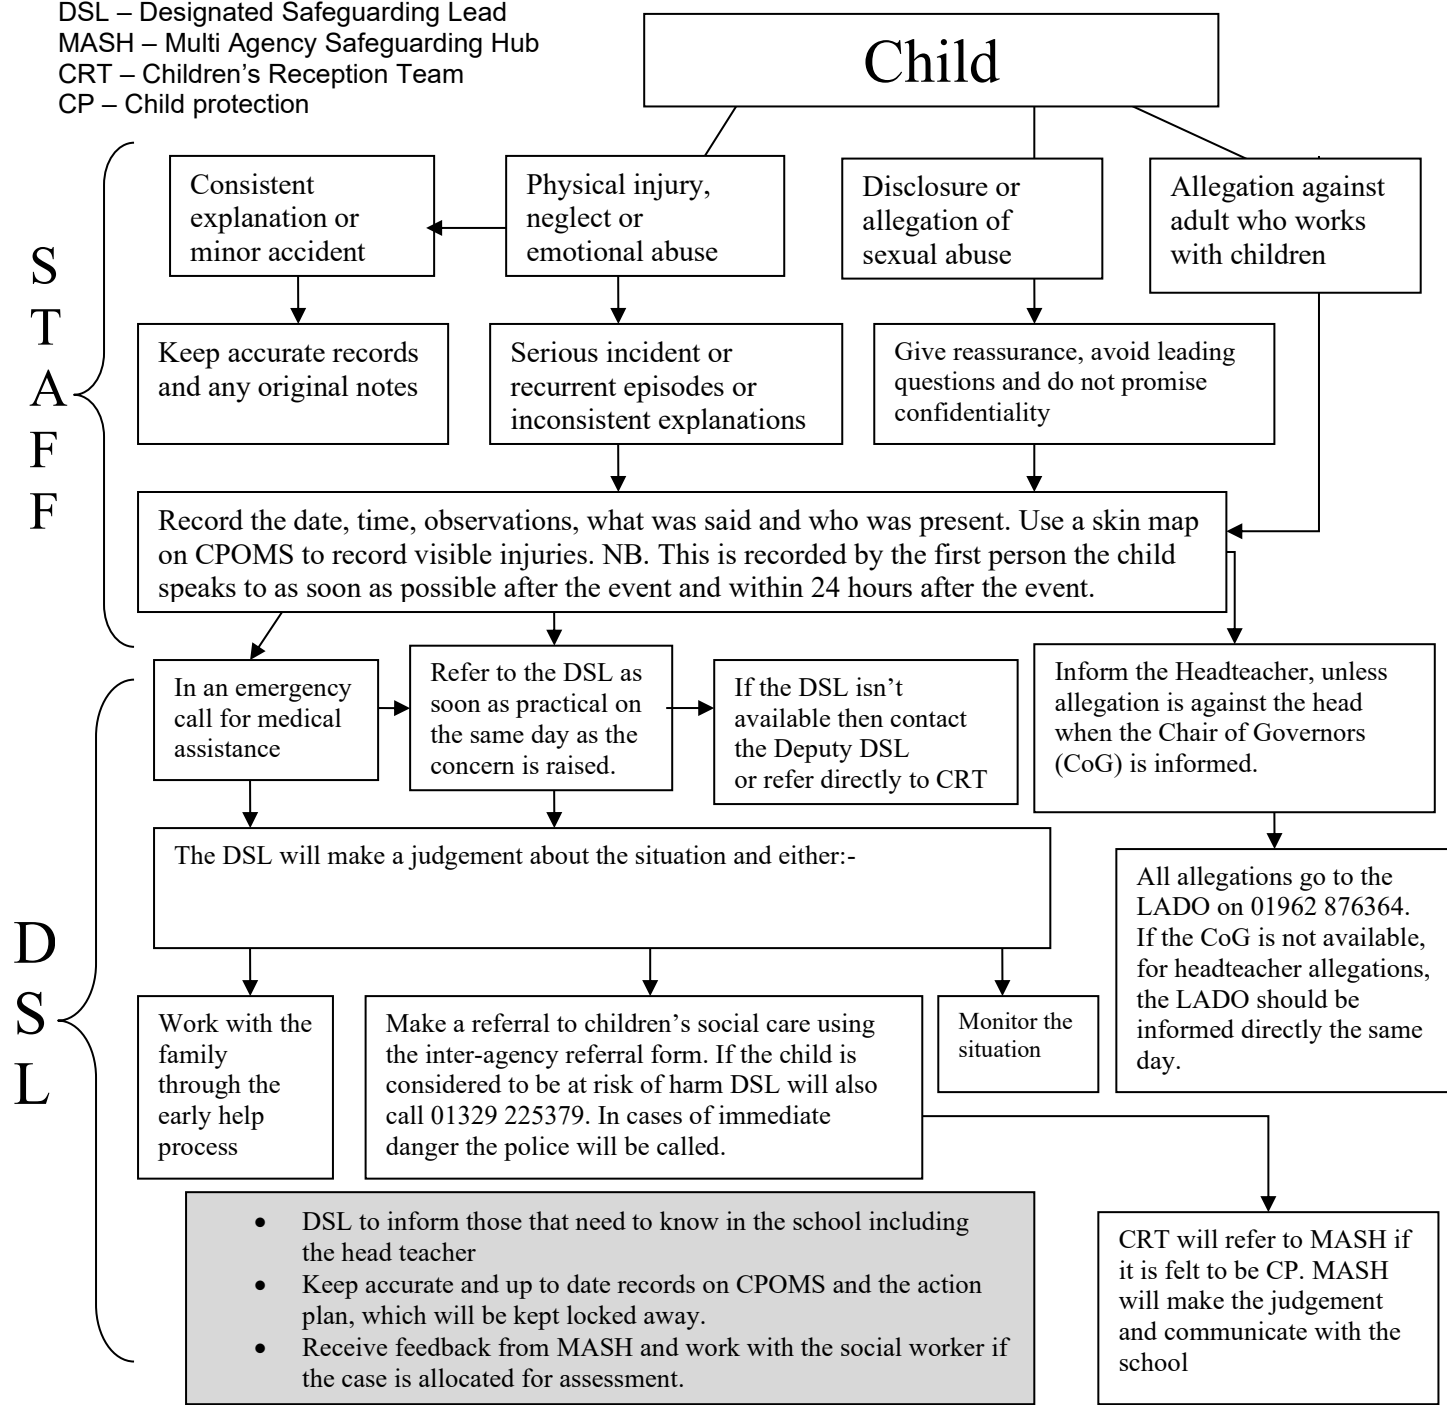 DSL – Designated Safeguarding Lead
MASH – Multi Agency Safeguarding Hub
CRT – Children's Reception Team
CP – Child protection
Child
Consistent
explanation or
minor accident
Physical injury,
neglect or
emotional abuse
Disclosure or
allegation of
sexual abuse
Allegation against
adult who works
with children
S
T
A
F
F
Keep accurate records
and any original notes
Serious incident or
recurrent episodes or
inconsistent explanations
Give reassurance, avoid leading
questions and do not promise
confidentiality
Record the date, time, observations, what was said and who was present. Use a skin map
on CPOMS to record visible injuries. NB. This is recorded by the first person the child
speaks to as soon as possible after the event and within 24 hours after the event.
In an emergency
call for medical
assistance
Refer to the DSL as
soon as practical on
the same day as the
concern is raised.
If the DSL isn't
available then contact
the Deputy DSL
or refer directly to CRT
Inform the Headteacher, unless
allegation is against the head
when the Chair of Governors
(CoG) is informed.
The DSL will make a judgement about the situation and either:-
All allegations go to the
LADO on 01962 876364.
If the CoG is not available,
for headteacher allegations,
the LADO should be
informed directly the same
day.
D
S
L
Work with the
family
through the
early help
process
Make a referral to children's social care using
the inter-agency referral form. If the child is
considered to be at risk of harm DSL will also
call 01329 225379. In cases of immediate
danger the police will be called.
Monitor the
situation
• DSL to inform those that need to know in the school including
the head teacher
• Keep accurate and up to date records on CPOMS and the action
plan, which will be kept locked away.
• Receive feedback from MASH and work with the social worker if
the case is allocated for assessment.
CRT will refer to MASH if
it is felt to be CP. MASH
will make the judgement
and communicate with the
school